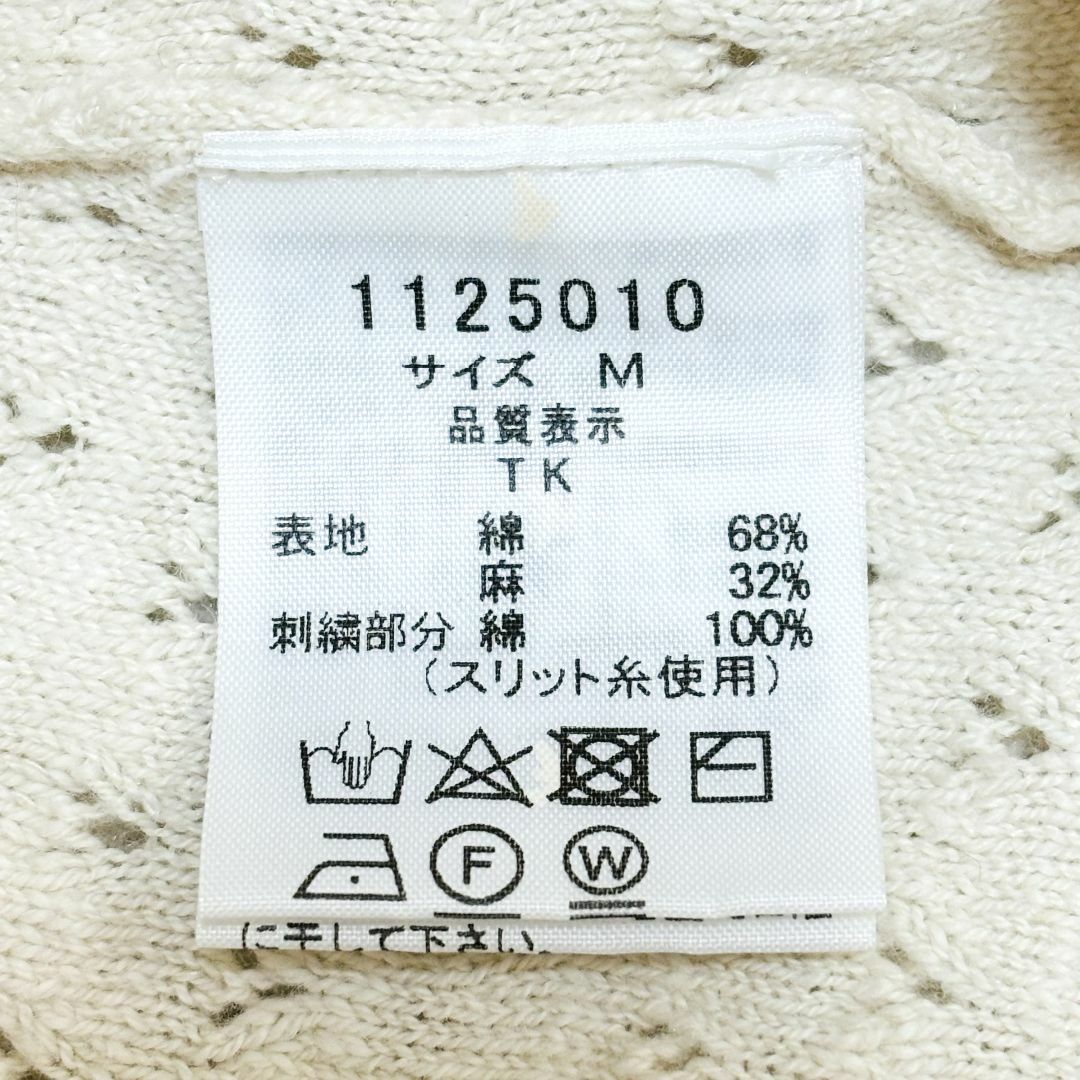 1125010
サイズ M
品質表示
TK
表地 綿 68%
麻 32%
刺繍部分 綿 100%
(スリット糸使用)
F W
に干して下さい。